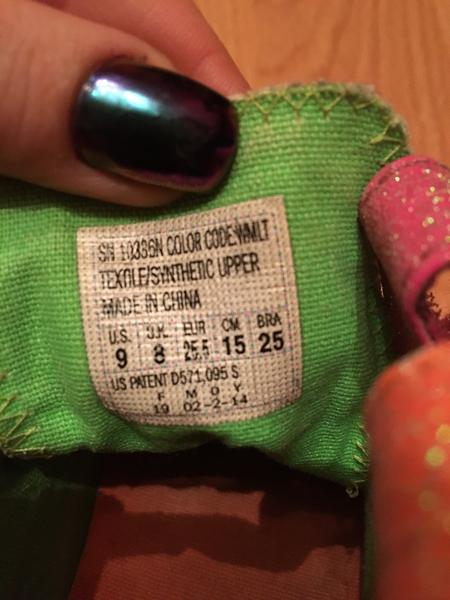 SN 10336N COLOR CODE WMLT
TEXTILE/SYNTHETIC UPPER
MADE IN CHINA
U.S. U.K. EUR CM BRA
9 8 25.5 15 25
US PATENT D571,095 S
F M O Y
19 02-2-14